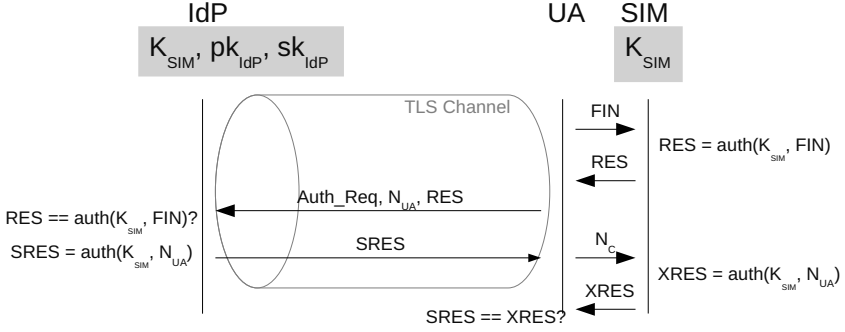 IdP UA SIM
K_SIM, pk_IdP, sk_IdP K_SIM
TLS Channel
FIN
RES = auth(K_SIM, FIN)
RES
Auth_Req, N_UA, RES
RES == auth(K_SIM, FIN)?
SRES = auth(K_SIM, N_UA)
SRES
N_C
XRES = auth(K_SIM, N_UA)
XRES
SRES == XRES?